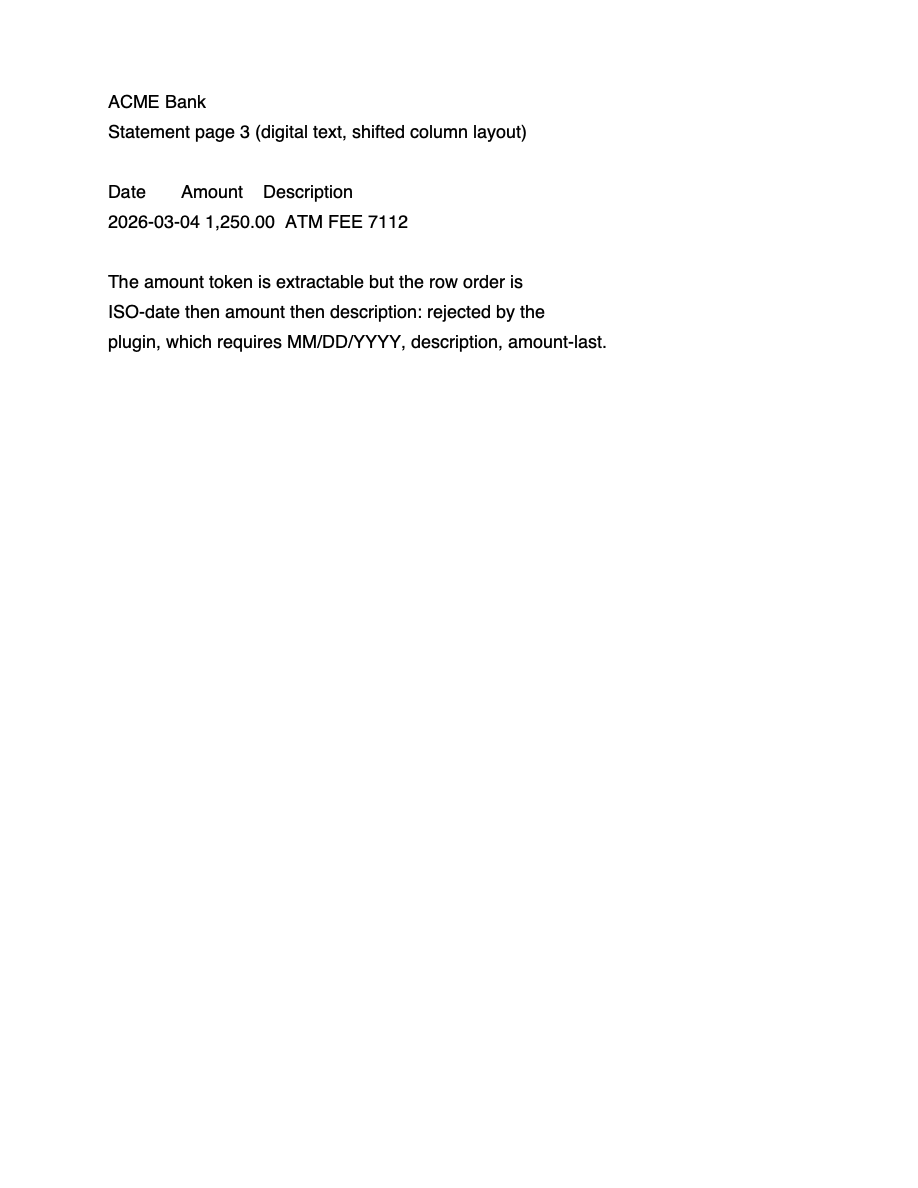 ACME Bank
Statement page 3 (digital text, shifted column layout)
Date Amount Description
2026-03-04 1,250.00 ATM FEE 7112
The amount token is extractable but the row order is
ISO-date then amount then description: rejected by the
plugin, which requires MM/DD/YYYY, description, amount-last.